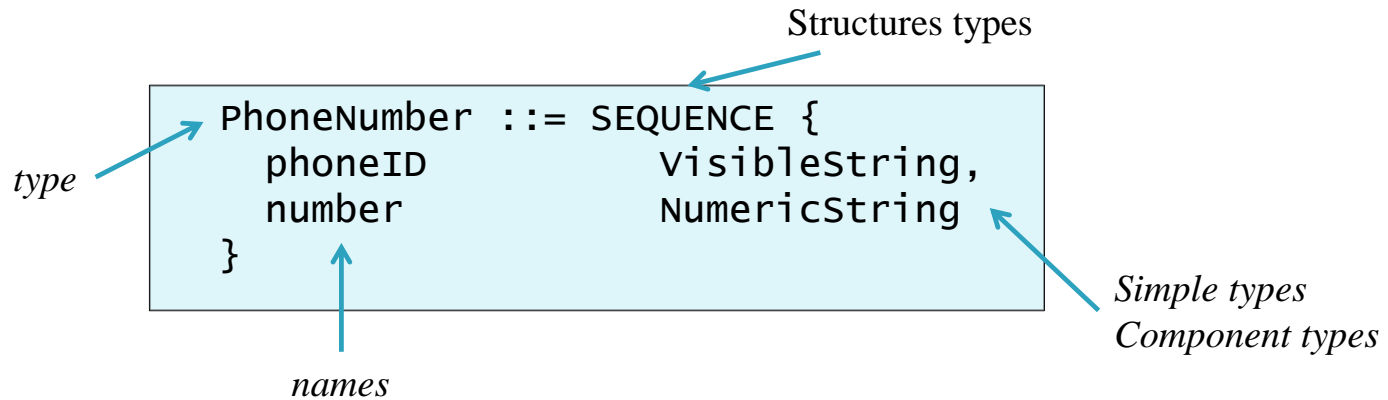 Structures types
PhoneNumber ::= SEQUENCE {
phoneID VisibleString,
type
number NumericString
}
Simple types
Component types
names